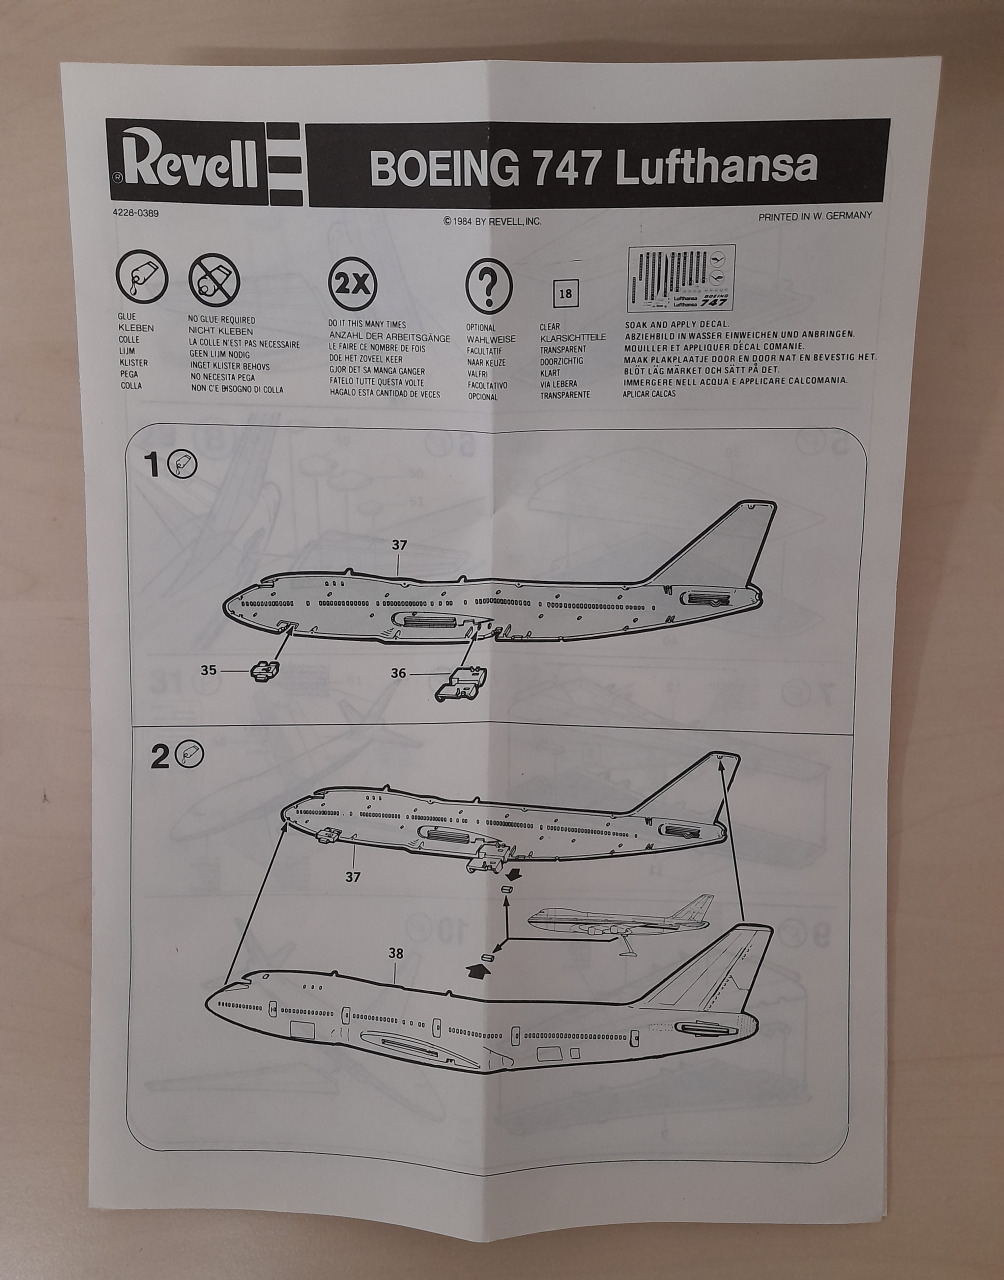 ® Revell
BOEING 747 Lufthansa
4228-0389
© 1984 BY REVELL, INC.
PRINTED IN W. GERMANY
GLUE
KLEBEN
COLLE
LIJM
KLISTER
PEGA
COLLA
NO GLUE REQUIRED
NICHT KLEBEN
LA COLLE N'EST PAS NECESSAIRE
GEEN LIJM NODIG
INGET KLISTER BEHOVS
NO NECESITA PEGA
NON C'E BISOGNO DI COLLA
2X
DO IT THIS MANY TIMES
ANZAHL DER ARBEITSGÄNGE
LE FAIRE CE NOMBRE DE FOIS
DOE HET ZOVEEL KEER
GJOR DET SA MANGA GANGER
FATELO TUTTE QUESTA VOLTE
HAGALO ESTA CANTIDAD DE VECES
?
OPTIONAL
WAHLWEISE
FACULTATIF
NAAR KEUZE
VALFRI
FACOLTATIVO
OPCIONAL
18
CLEAR
KLARSICHTTEILE
TRANSPARENT
DOORZICHTIG
KLART
VIA LEBERA
TRANSPARENTE
Lufthansa
Lufthansa
BOEING
747
SOAK AND APPLY DECAL.
ABZIEHBILD IN WASSER EINWEICHEN UND ANBRINGEN.
MOUILLER ET APPLIQUER DÉCAL COMANIE.
MAAK PLAKPLAATJE DOOR EN DOOR NAT EN BEVESTIG HET.
BLÖT LÄG MÄRKET OCH SÄTT PÅ DET.
IMMERGERE NELL ACQUA E APPLICARE CALCOMANIA.
APLICAR CALCAS
1
37
35
36
2
37
38